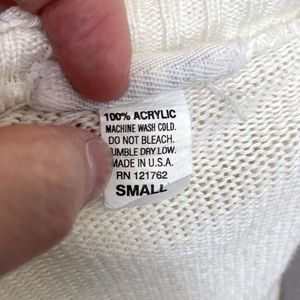 100% ACRYLIC
MACHINE WASH COLD.
DO NOT BLEACH.
TUMBLE DRY LOW.
MADE IN U.S.A.
RN 121762
SMALL